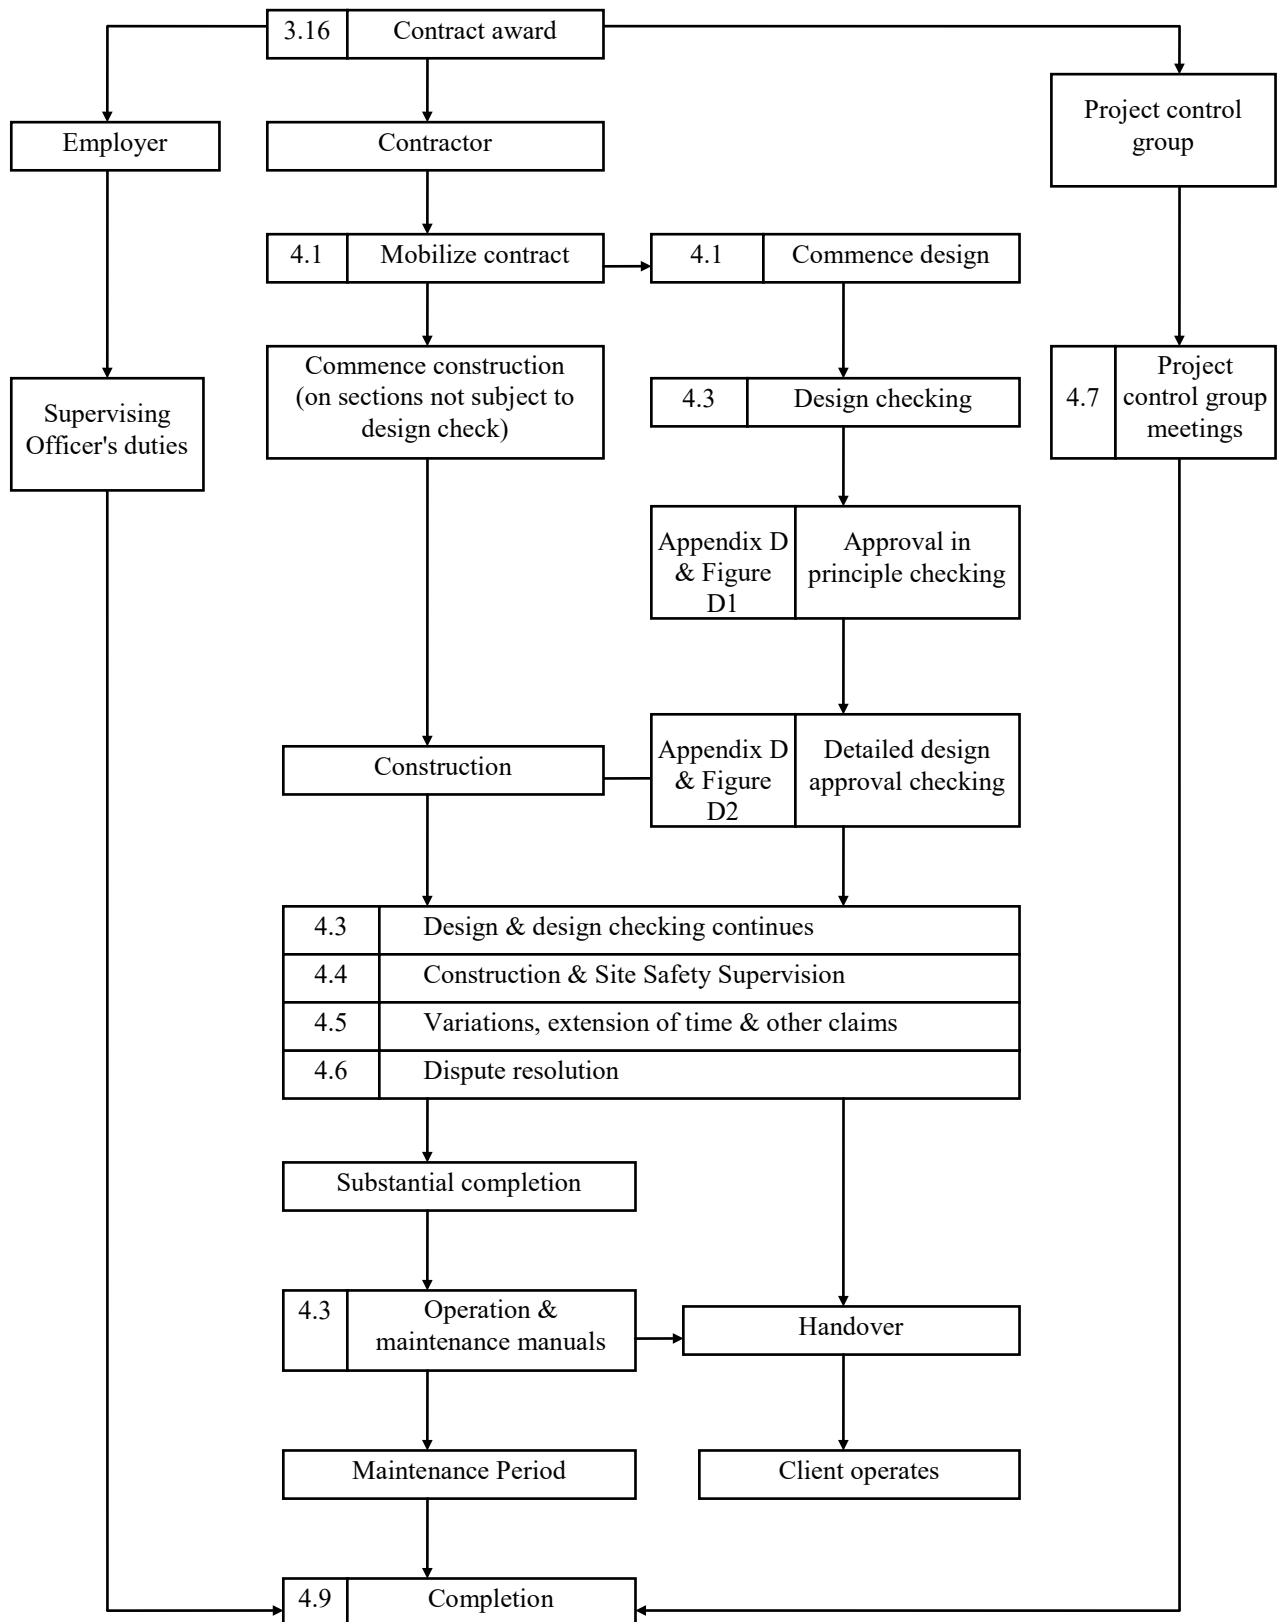 3.16 Contract award
Employer
Contractor
Project control
group
4.1 Mobilize contract
4.1 Commence design
Commence construction
(on sections not subject to
design check)
Supervising
Officer's duties
4.3 Design checking
4.7
Project
control group
meetings
Appendix D
& Figure
D1
Approval in
principle checking
Construction
Appendix D
& Figure
D2
Detailed design
approval checking
4.3 Design & design checking continues
4.4 Construction & Site Safety Supervision
4.5 Variations, extension of time & other claims
4.6 Dispute resolution
Substantial completion
4.3
Operation &
maintenance manuals
Handover
Maintenance Period
Client operates
4.9 Completion